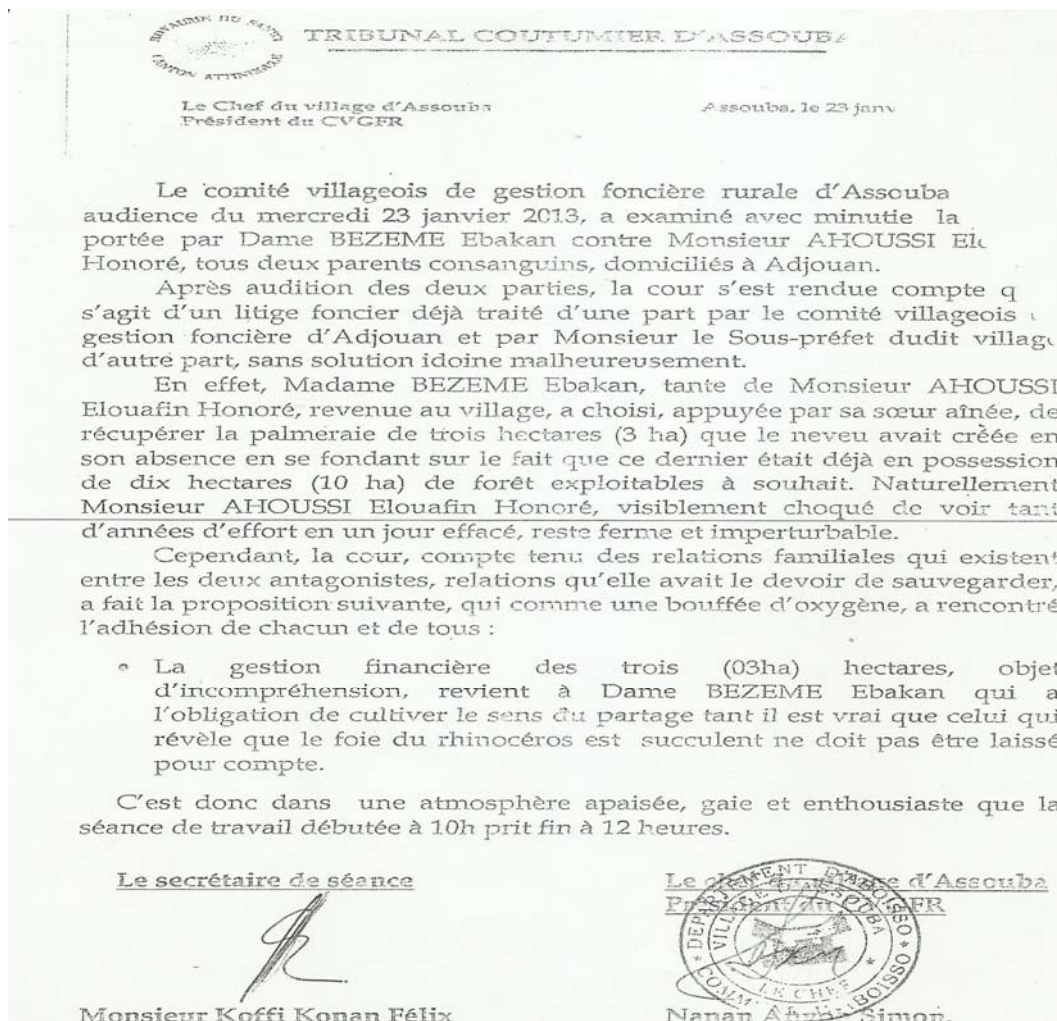 ROYAUME DU
TRIBUNAL COUTUMIER D'ASSOUBA
Le Chef du village d'Assouba
Président du CVGFR
Assouba, le 23 janv
Le comité villageois de gestion foncière rurale d'Assouba
audience du mercredi 23 janvier 2013, a examiné avec minutie la
portée par Dame BEZEME Ebakan contre Monsieur AHOUSSI
Honoré, tous deux parents consanguins, domiciliés à Adjouan.
Après audition des deux parties, la cour s'est rendue compte q
s'agit d'un litige foncier déjà traité d'une part par le comité villageois
gestion foncière d'Adjouan et par Monsieur le Sous-préfet dudit village
d'autre part, sans solution idoine malheureusement.
En effet, Madame BEZEME Ebakan, tante de Monsieur AHOUSSI
Elouafin Honoré, revenue au village, a choisi, appuyée par sa sœur aînée, de
récupérer la palmeraie de trois hectares (3 ha) que le neveu avait créée en
son absence en se fondant sur le fait que ce dernier était déjà en possession
de dix hectares (10 ha) de forêt exploitables à souhait. Naturellement
Monsieur AHOUSSI Elouafin Honoré, visiblement choqué de voir tant
d'années d'effort en un jour effacé, reste ferme et imperturbable.
Cependant, la cour, compte tenu des relations familiales qui existent
entre les deux antagonistes, relations qu'elle avait le devoir de sauvegarder,
a fait la proposition suivante, qui comme une bouffée d'oxygène, a rencontré
l'adhésion de chacun et de tous :
• La gestion financière des trois (03ha) hectares, objet
d'incompréhension, revient à Dame BEZEME Ebakan qui a
l'obligation de cultiver le sens du partage tant il est vrai que celui qui
révèle que le foie du rhinocéros est succulent ne doit pas être laissé
pour compte.
C'est donc dans une atmosphère apaisée, gaie et enthousiaste que la
séance de travail débutée à 10h prit fin à 12 heures.
Le secrétaire de séance
Le d'Assouba
DEPARTEMENT D'ABOISSO
VILLAGE D'ASSOUBA
LE CHEF
Monsieur Koffi Konan Félix
Nanan Simon.